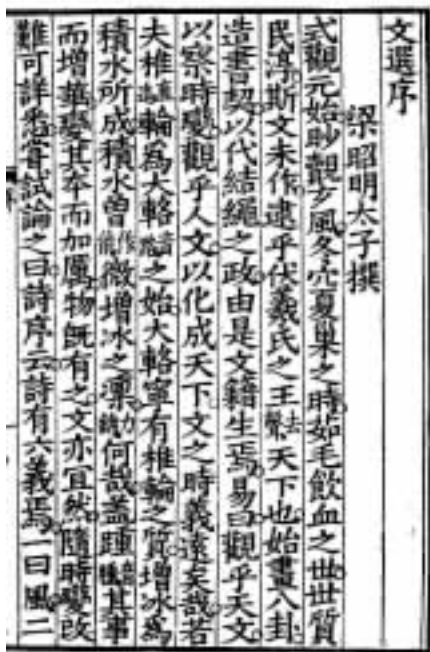 文選序
梁昭明太子撰
式觀元始眇觀玄風冬穴夏巢之時茹毛飲血之世世質
民淳斯文未作逮乎伏羲氏之王去聲天下也始畫八卦
造書契以代結繩之政由是文籍生焉易曰觀乎天文
以察時變觀乎人文以化成天下文之時義遠矣哉若
夫椎輪爲大輅之始大輅寧有椎輪之質增冰爲
積水所成積水曾微增冰之凜何哉蓋踵其事
而增華變其夲而加厲物既有之文亦宜然隨時變改
難可詳悉嘗試論之曰詩序云詩有六義焉一曰風二